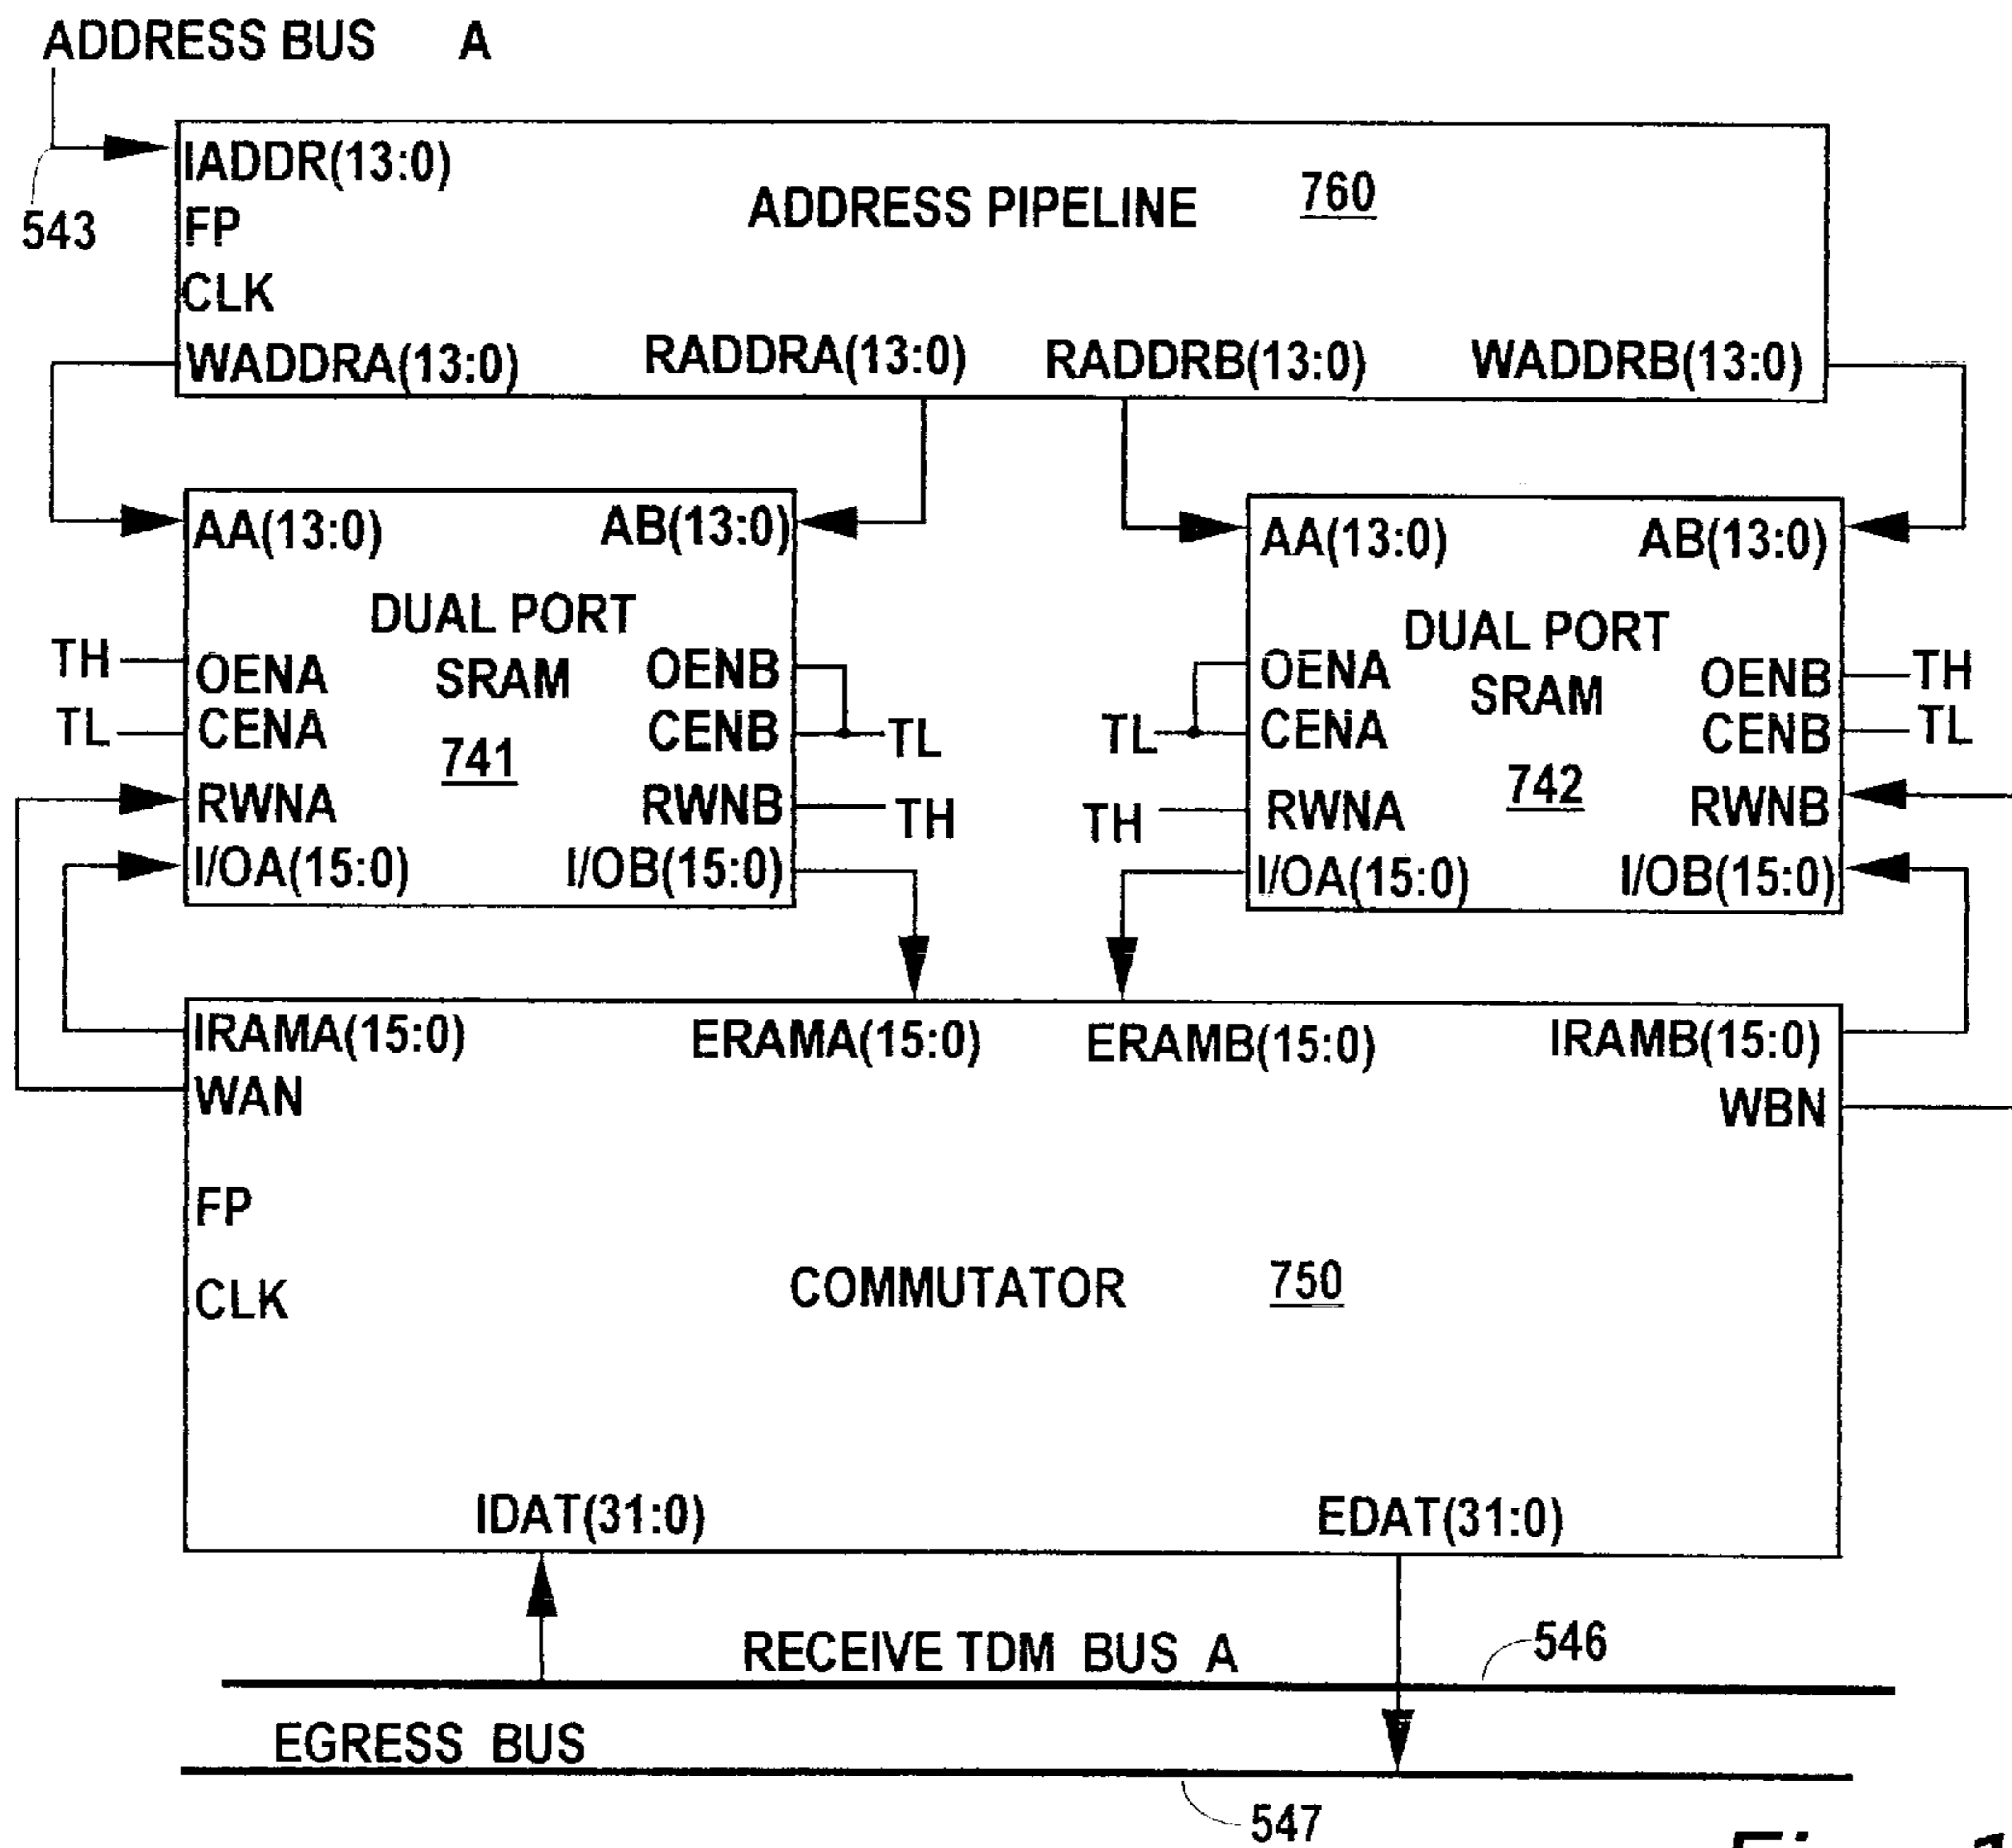 ADDRESS BUS A
543
IADDR(13:0)
FP
CLK
ADDRESS PIPELINE 760
WADDRA(13:0) RADDRA(13:0) RADDRB(13:0) WADDRB(13:0)
AA(13:0) AB(13:0)
DUAL PORT
SRAM
741
TH OENA OENB
TL CENA CENB TL
RWNA RWNB TH
I/OA(15:0) I/OB(15:0)
AA(13:0) AB(13:0)
DUAL PORT
SRAM
742
OENA OENB TH
TL CENA CENB TL
TH RWNA RWNB
I/OA(15:0) I/OB(15:0)
IRAMA(15:0) ERAMA(15:0) ERAMB(15:0) IRAMB(15:0)
WAN WBN
FP
CLK
COMMUTATOR 750
IDAT(31:0) EDAT(31:0)
RECEIVE TDM BUS A 546
EGRESS BUS
547